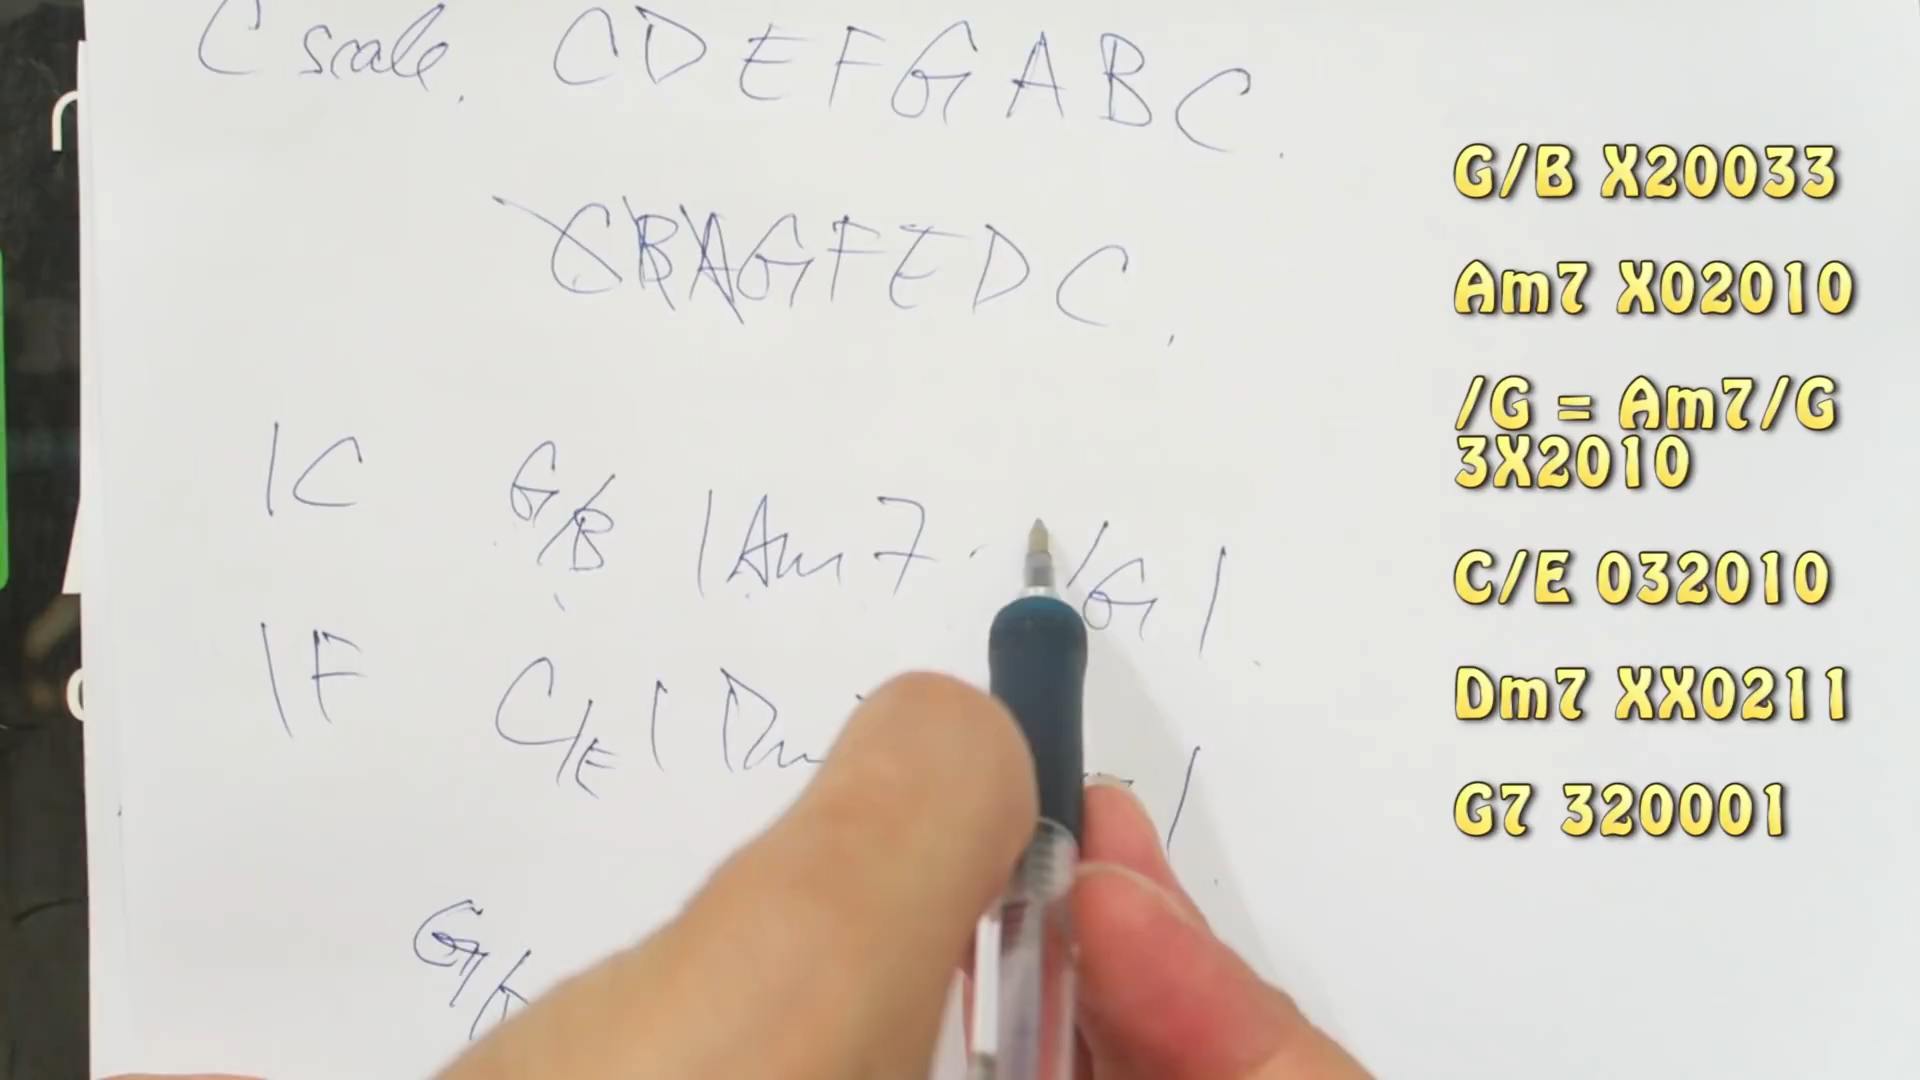 C scale. C D E F G A B C.
C B A G F E D C.
| C G/B | Am7 /G |
| F C/E | Dm
G/
G/B X20033
Am7 X02010
/G = Am7/G
3X2010
C/E 032010
Dm7 XX0211
G7 320001